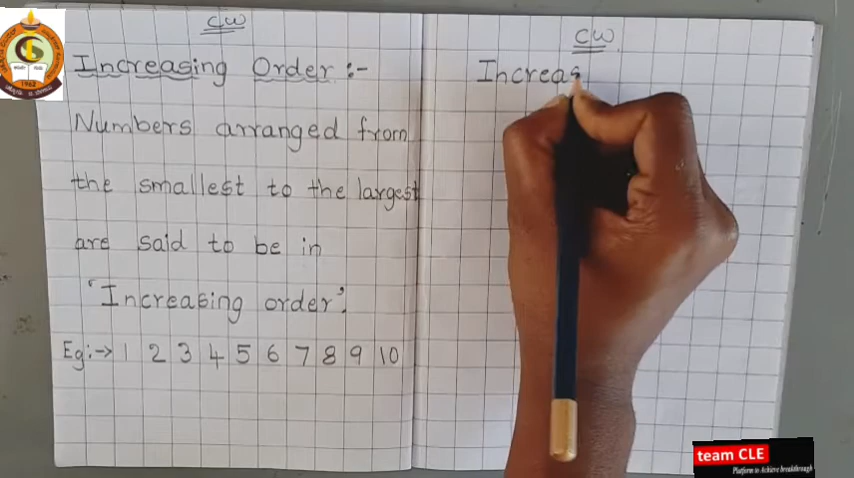 CW
Increasing Order :-
Numbers arranged from
the smallest to the largest
are said to be in
'Increasing order'.
Eg:-> 1 2 3 4 5 6 7 8 9 10
CW
Increas
1962
team CLE
Platform to Achieve breakthrough